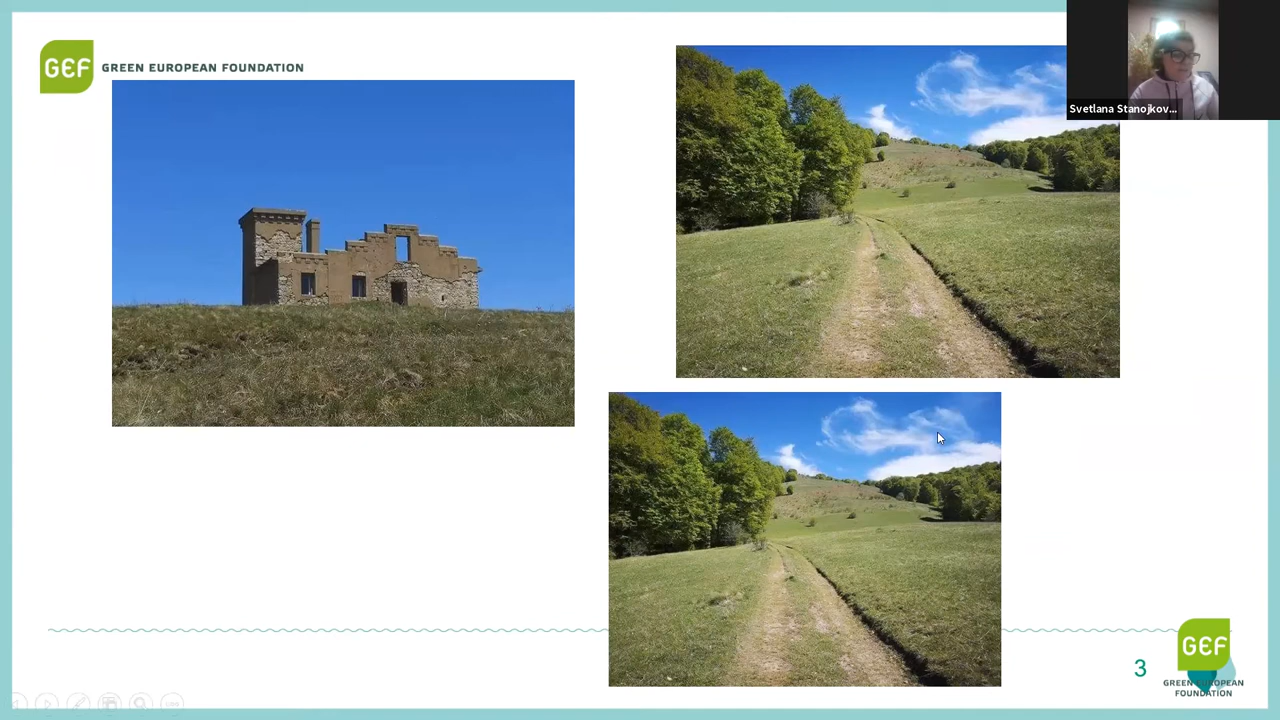 GEF
GREEN EUROPEAN FOUNDATION
Svetlana Stanojkov...
3
GEF
GREEN EUROPEAN
FOUNDATION